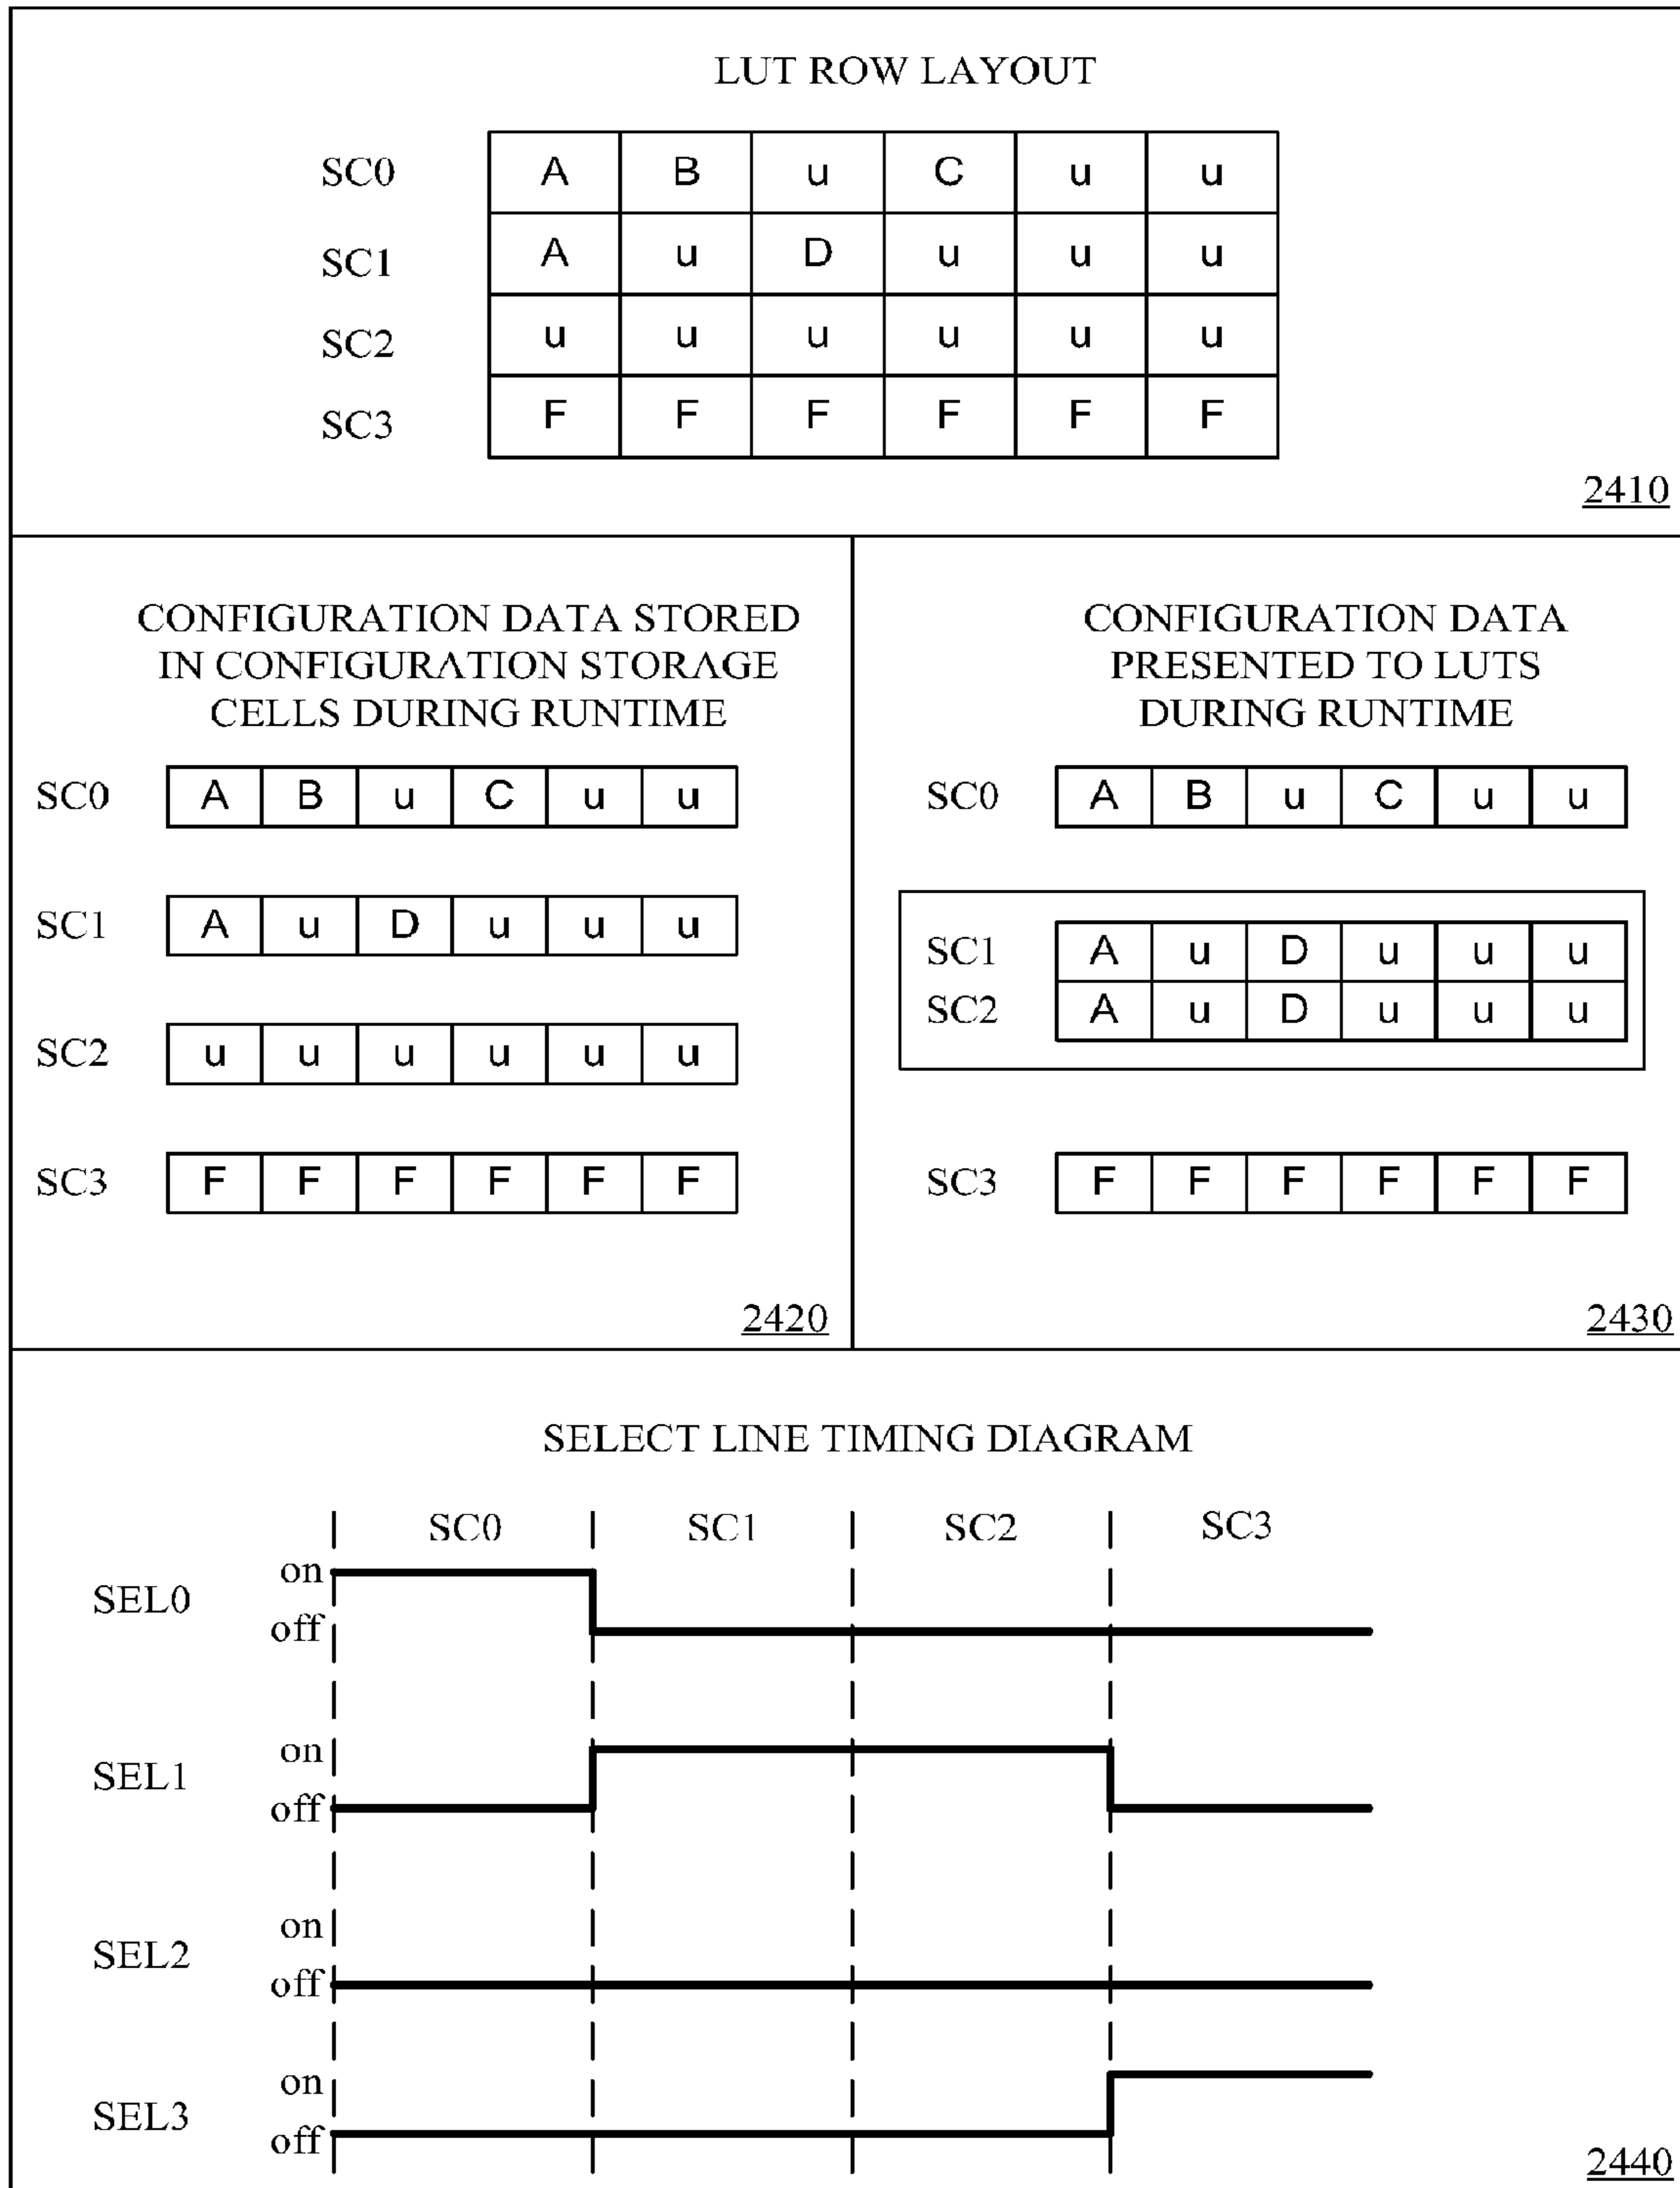 LUT ROW LAYOUT
SC0 A B u C u u
SC1 A u D u u u
SC2 u u u u u u
SC3 F F F F F F
2410
CONFIGURATION DATA STORED
IN CONFIGURATION STORAGE
CELLS DURING RUNTIME
SC0 A B u C u u
SC1 A u D u u u
SC2 u u u u u u
SC3 F F F F F F
2420
CONFIGURATION DATA
PRESENTED TO LUTS
DURING RUNTIME
SC0 A B u C u u
SC1 A u D u u u
SC2 A u D u u u
SC3 F F F F F F
2430
SELECT LINE TIMING DIAGRAM
SC0 SC1 SC2 SC3
on
SEL0
off
on
SEL1
off
on
SEL2
off
on
SEL3
off
2440